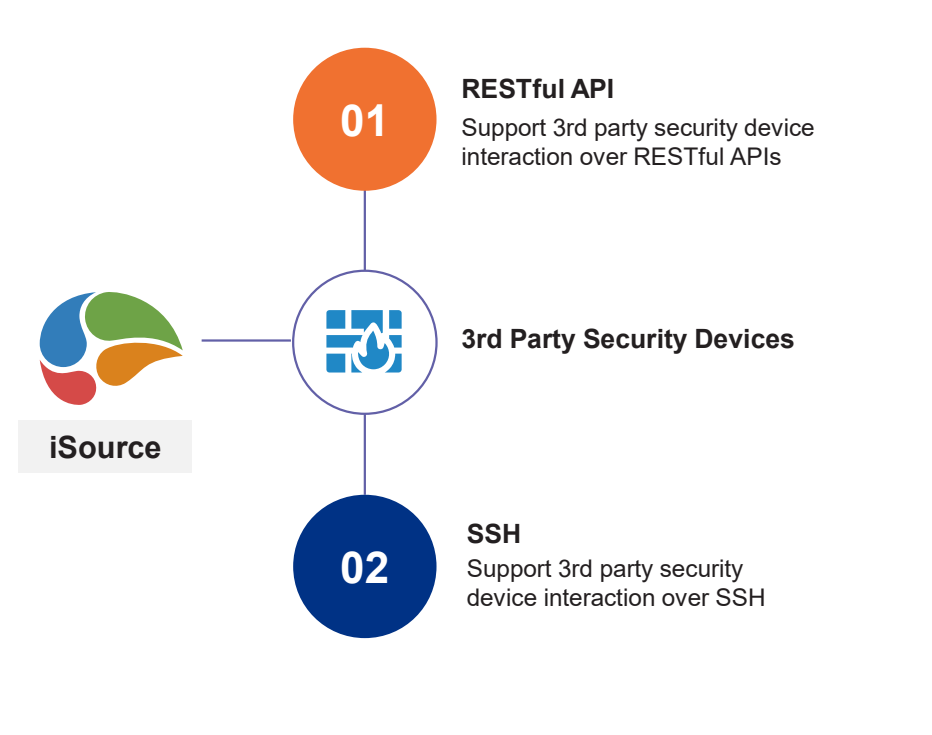 01
RESTful API
Support 3rd party security device
interaction over RESTful APIs
3rd Party Security Devices
iSource
02
SSH
Support 3rd party security
device interaction over SSH